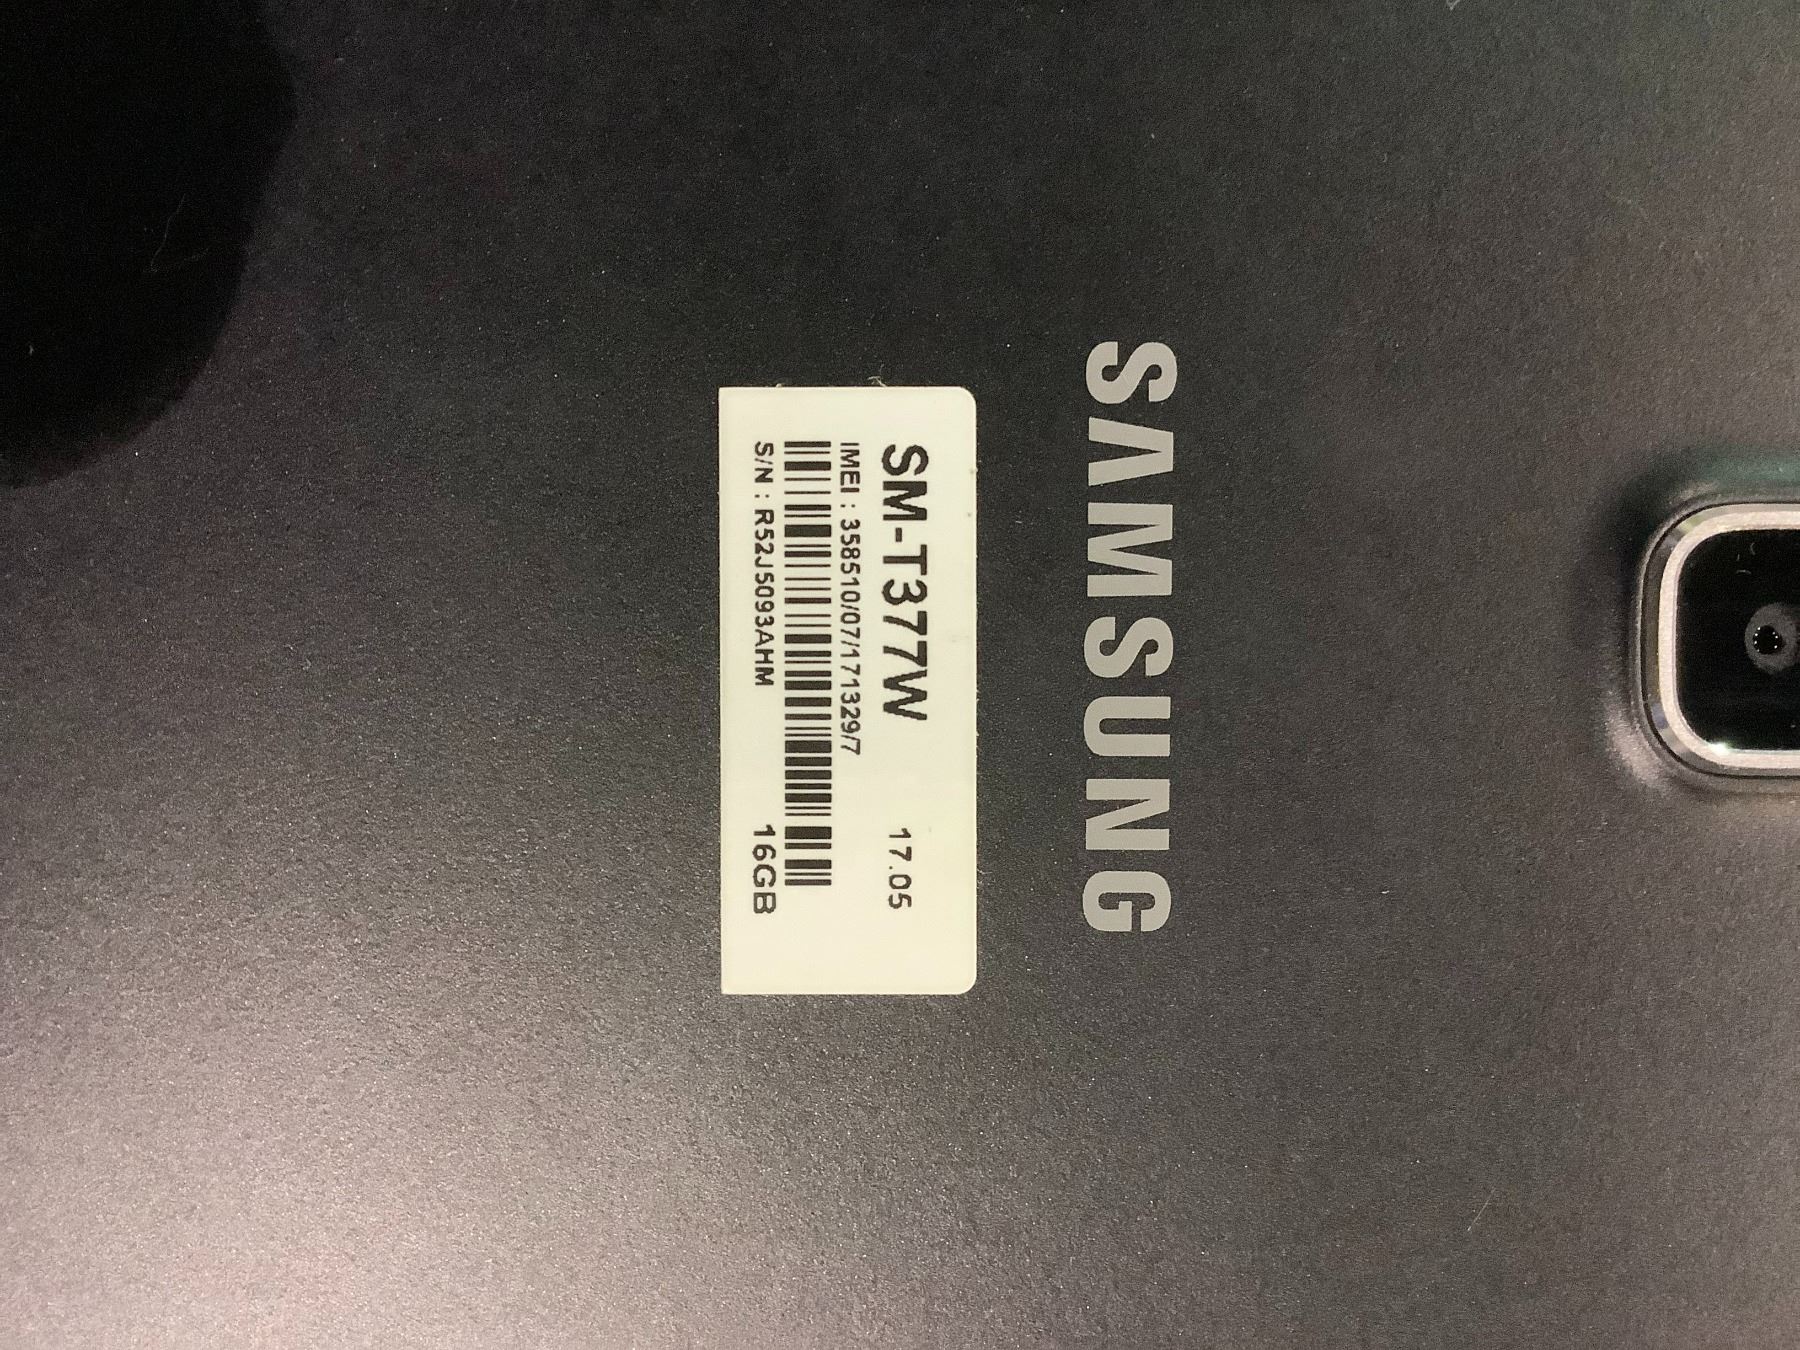 SAMSUNG
SM-T377W 17.05
IMEI : 358510/07/171329/7
S/N : R52J5093AHM 16GB